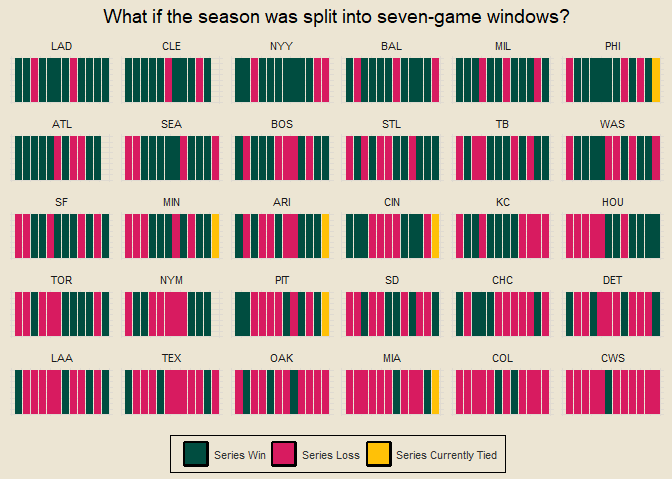 What if the season was split into seven-game windows?
LAD CLE NYY BAL MIL PHI
ATL SEA BOS STL TB WAS
SF MIN ARI CIN KC HOU
TOR NYM PIT SD CHC DET
LAA TEX OAK MIA COL CWS
Series Win Series Loss Series Currently Tied